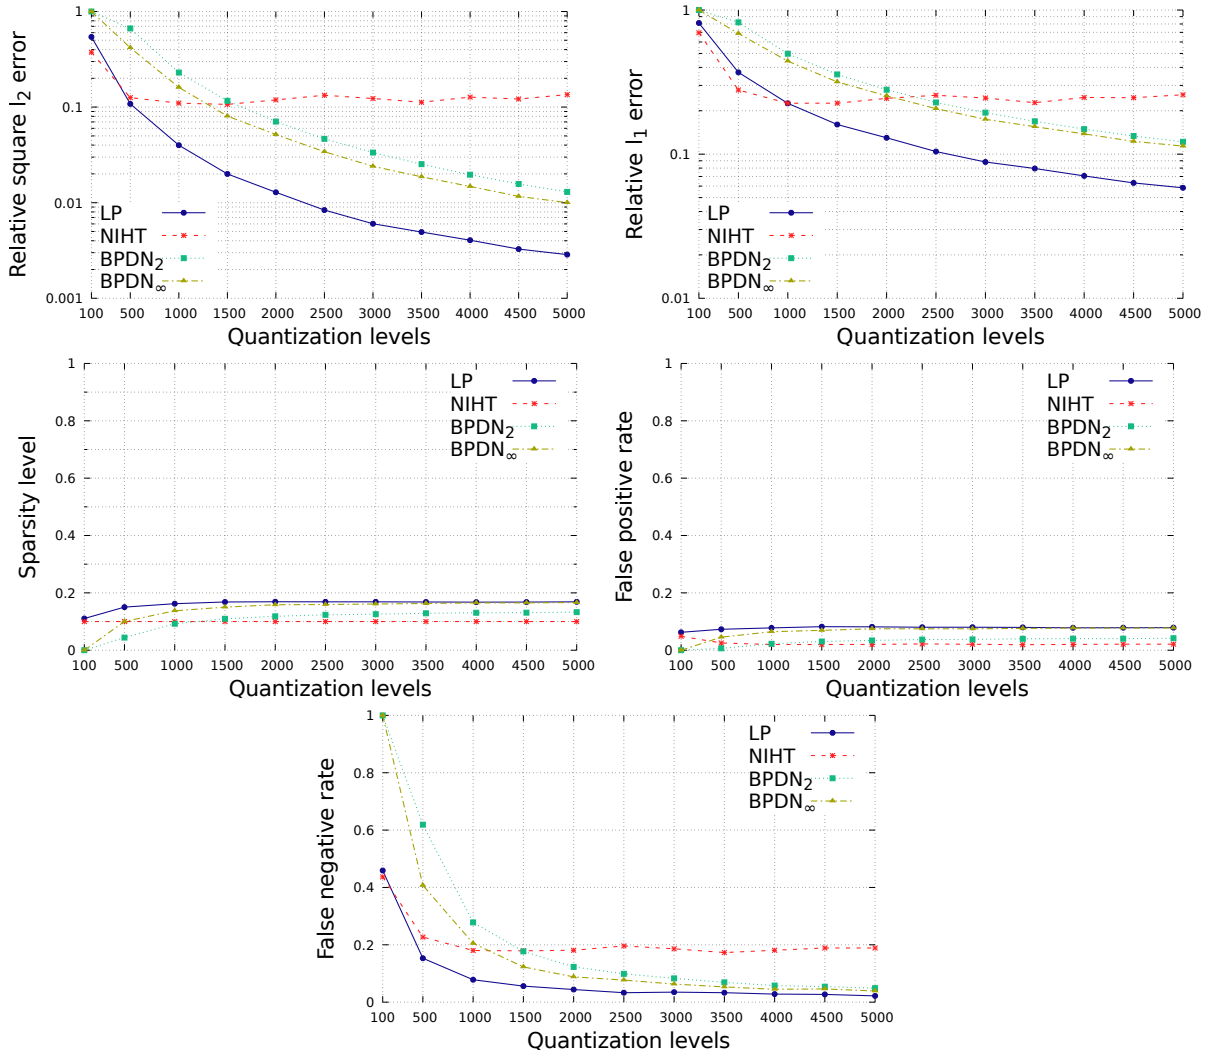 1
0.1
0.01
0.001
Relative square l2 error
LP
NIHT
BPDN2
BPDN∞
100 500 1000 1500 2000 2500 3000 3500 4000 4500 5000
Quantization levels
1
0.1
0.01
Relative l1 error
LP
NIHT
BPDN2
BPDN∞
100 500 1000 1500 2000 2500 3000 3500 4000 4500 5000
Quantization levels
1
0.8
0.6
0.4
0.2
0
Sparsity level
LP
NIHT
BPDN2
BPDN∞
100 500 1000 1500 2000 2500 3000 3500 4000 4500 5000
Quantization levels
1
0.8
0.6
0.4
0.2
0
False positive rate
LP
NIHT
BPDN2
BPDN∞
100 500 1000 1500 2000 2500 3000 3500 4000 4500 5000
Quantization levels
1
0.8
0.6
0.4
0.2
0
False negative rate
LP
NIHT
BPDN2
BPDN∞
100 500 1000 1500 2000 2500 3000 3500 4000 4500 5000
Quantization levels